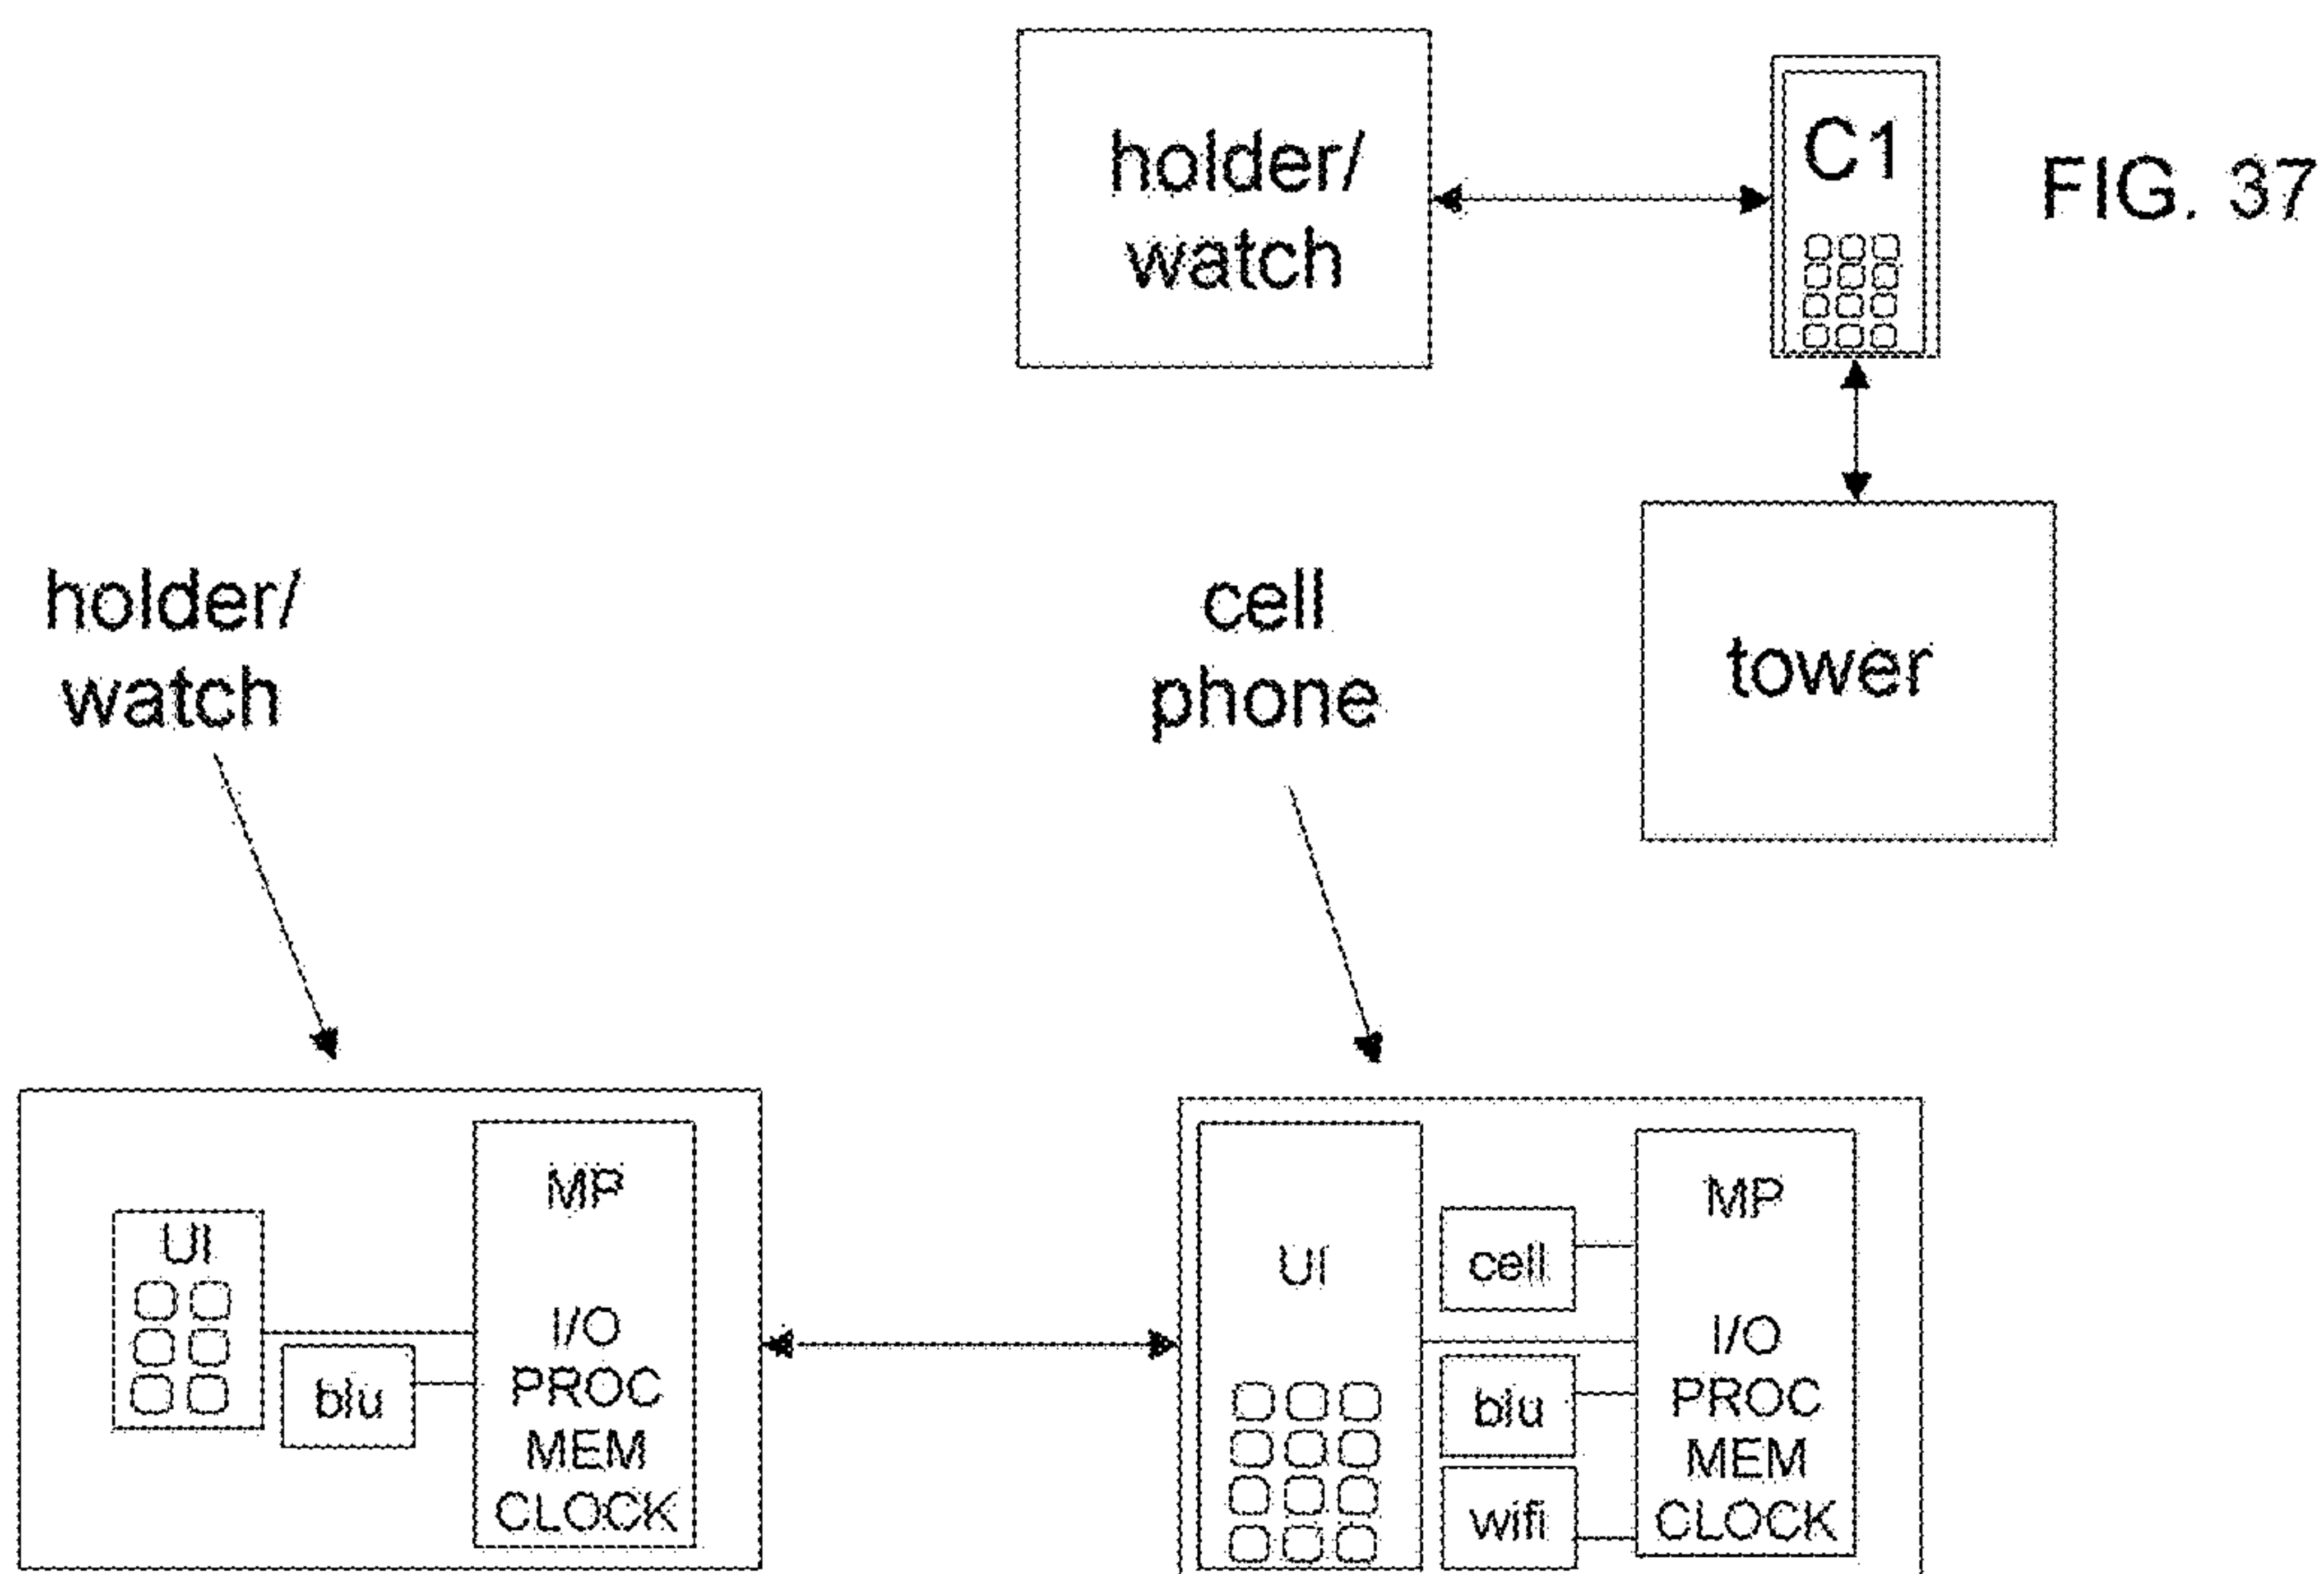 holder/
watch
C1
FIG. 37
tower
holder/
watch
cell
phone
UI
blu
MP
I/O
PROC
MEM
CLOCK
UI
cell
blu
wifi
MP
I/O
PROC
MEM
CLOCK